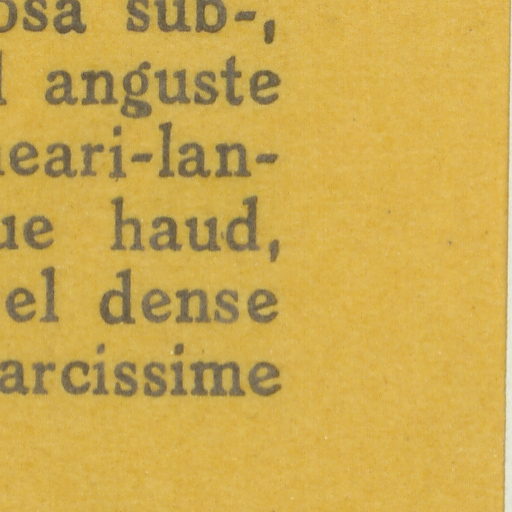 osa sub-,
l anguste
neari-lan-
ue haud,
el dense
arcissime